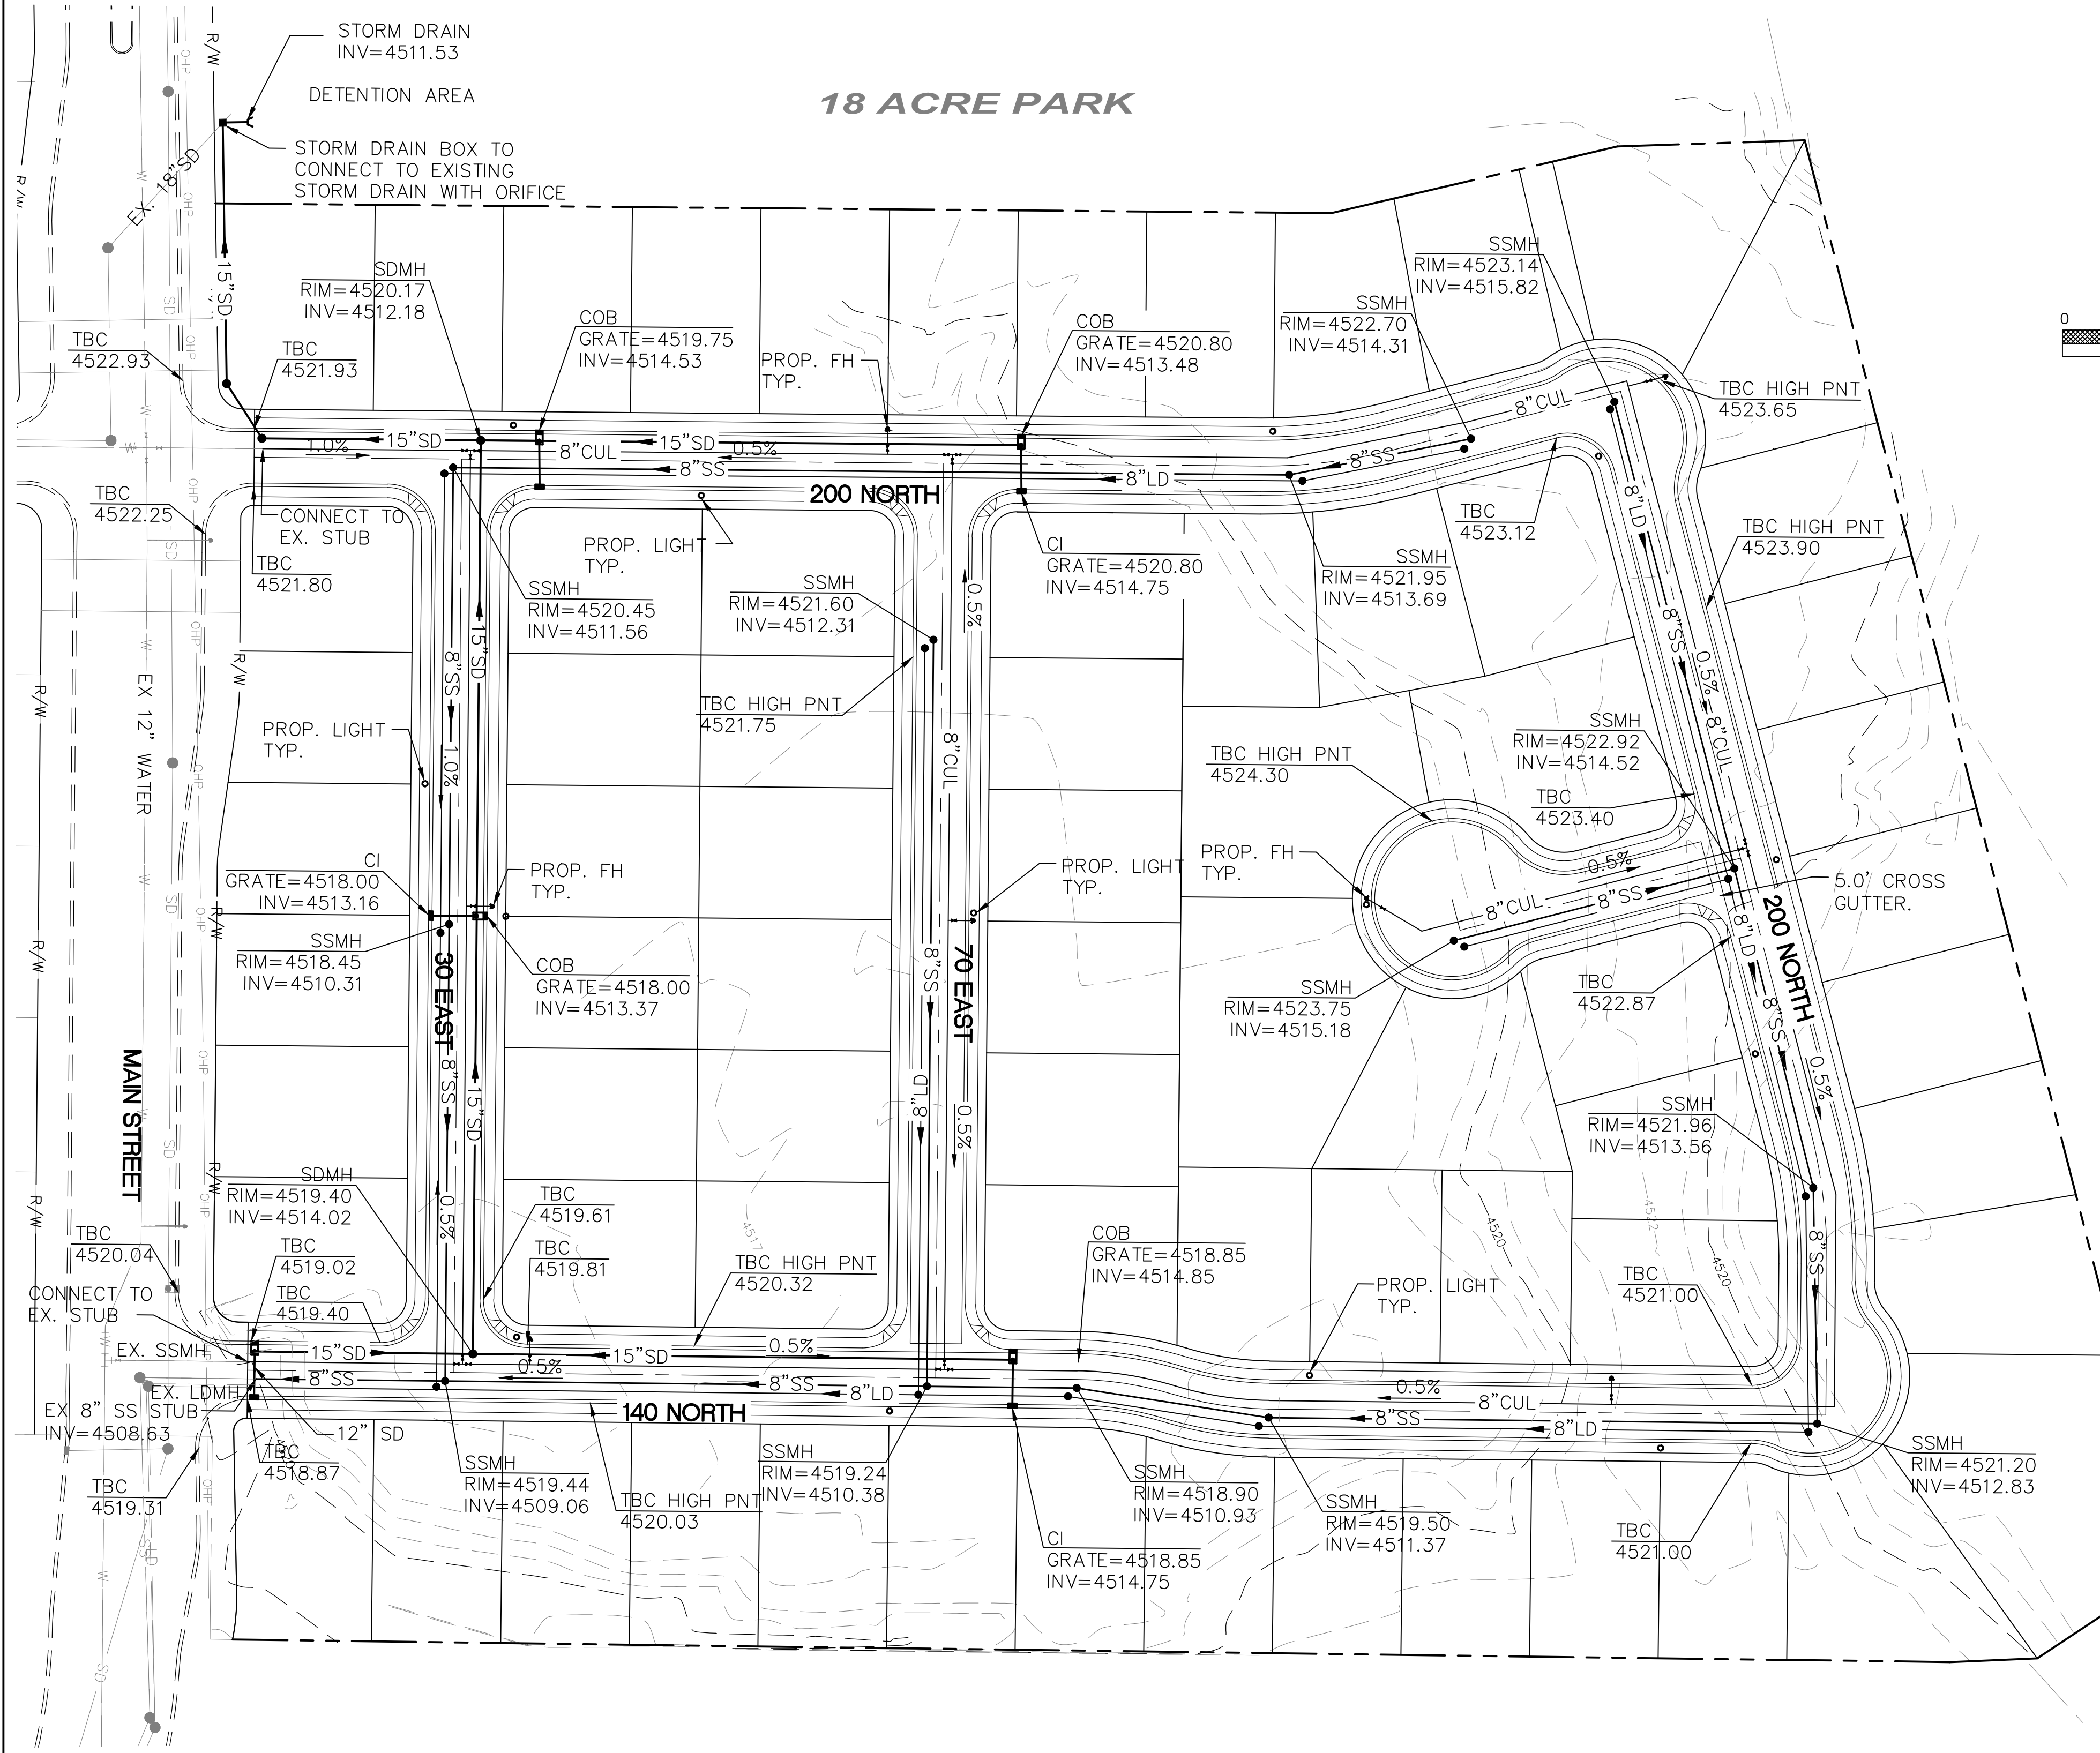 STORM DRAIN
INV=4511.53
DETENTION AREA
18 ACRE PARK
STORM DRAIN BOX TO
CONNECT TO EXISTING
STORM DRAIN WITH ORIFICE
EX. 18"SD
R/W
R/W
OHP
W
15"SD
SD
OHP
0
SDMH
RIM=4520.17
INV=4512.18
COB
GRATE=4519.75
INV=4514.53
PROP. FH
TYP.
COB
GRATE=4520.80
INV=4513.48
SSMH
RIM=4522.70
INV=4514.31
SSMH
RIM=4523.14
INV=4515.82
TBC
4522.93
TBC
4521.93
TBC HIGH PNT
4523.65
8"CUL
1.0%
15"SD
8"CUL
15"SD
0.5%
8"SS
8"LD
8"SS
200 NORTH
TBC
4522.25
CONNECT TO
EX. STUB
TBC
4521.80
PROP. LIGHT
TYP.
CI
GRATE=4520.80
INV=4514.75
TBC
4523.12
8"LD
TBC HIGH PNT
4523.90
SSMH
RIM=4520.45
INV=4511.56
SSMH
RIM=4521.60
INV=4512.31
SSMH
RIM=4521.95
INV=4513.69
0.5%
8"SS
15"SD
8"SS
0.5%
8"CUL
R/W
R/W
EX 12" WATER
PROP. LIGHT
TYP.
1.0%
TBC HIGH PNT
4521.75
8"CUL
TBC HIGH PNT
4524.30
SSMH
RIM=4522.92
INV=4514.52
TBC
4523.40
CI
GRATE=4518.00
INV=4513.16
PROP. FH
TYP.
PROP. LIGHT
TYP.
PROP. FH
TYP.
0.5%
8"CUL
8"SS
5.0' CROSS
GUTTER.
8"LD
200 NORTH
R/W
R/W
SSMH
RIM=4518.45
INV=4510.31
COB
GRATE=4518.00
INV=4513.37
30 EAST
8"SS
70 EAST
SSMH
RIM=4523.75
INV=4515.18
TBC
4522.87
8"SS
0.5%
MAIN STREET
8"SS
15"SD
8"LD
0.5%
SSMH
RIM=4521.96
INV=4513.56
R/W
R/W
SDMH
RIM=4519.40
INV=4514.02
0.5%
TBC
4519.61
4517
4520
4522
4520
8"SS
TBC
4520.04
TBC
4519.02
TBC
4519.81
TBC HIGH PNT
4520.32
COB
GRATE=4518.85
INV=4514.85
CONNECT TO
EX. STUB
TBC
4519.40
PROP. LIGHT
TYP.
TBC
4521.00
EX. SSMH
15"SD
15"SD
0.5%
0.5%
8"SS
8"SS
8"LD
0.5%
8"CUL
8"SS
8"LD
EX. LDMH
EX 8" SS STUB
INV=4508.63
140 NORTH
12" SD
TBC
4518.87
TBC
4519.31
SSMH
RIM=4519.44
INV=4509.06
TBC HIGH PNT
4520.03
SSMH
RIM=4519.24
INV=4510.38
SSMH
RIM=4518.90
INV=4510.93
SSMH
RIM=4519.50
INV=4511.37
SSMH
RIM=4521.20
INV=4512.83
CI
GRATE=4518.85
INV=4514.75
TBC
4521.00
SS
LD
W
SD